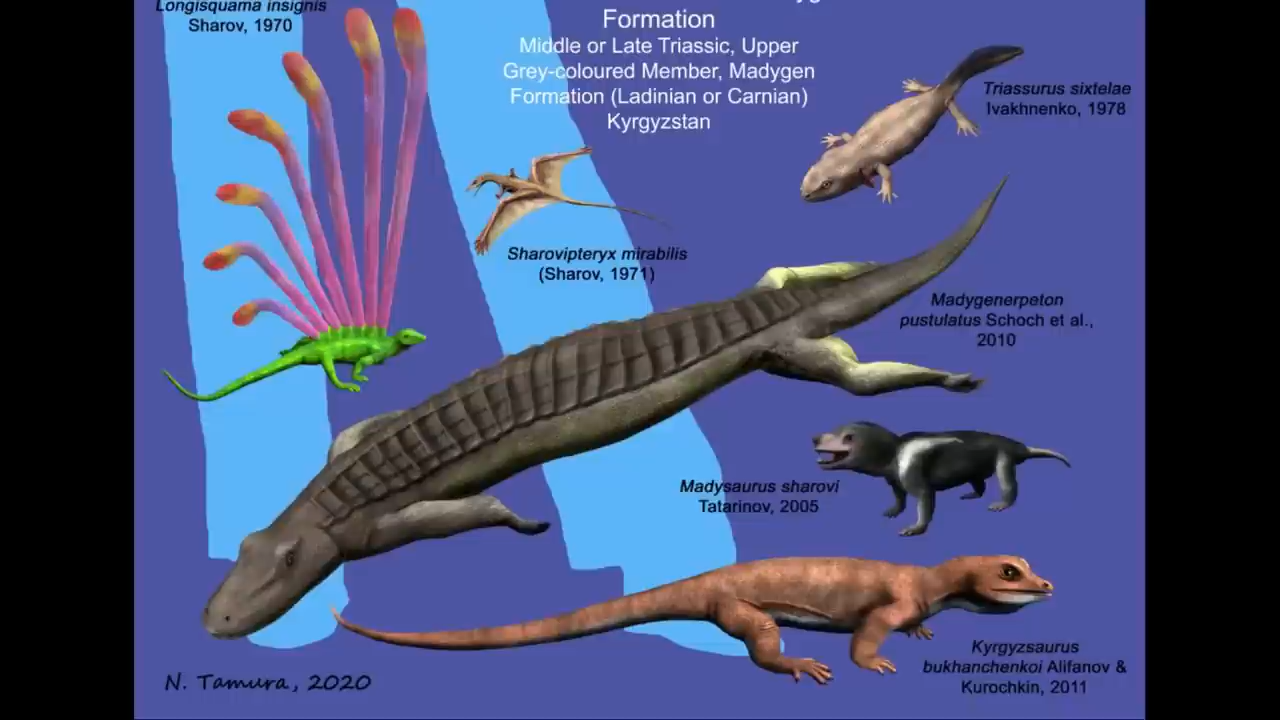 Longisquama insignis
Sharov, 1970
Formation
Middle or Late Triassic, Upper
Grey-coloured Member, Madygen
Formation (Ladinian or Carnian)
Kyrgyzstan
Triassurus sixtelae
Ivakhnenko, 1978
Sharovipteryx mirabilis
(Sharov, 1971)
Madygenerpeton
pustulatus Schoch et al.,
2010
Madysaurus sharovi
Tatarinov, 2005
Kyrgyzsaurus
bukhanchenkoi Alifanov &
Kurochkin, 2011
N. Tamura, 2020